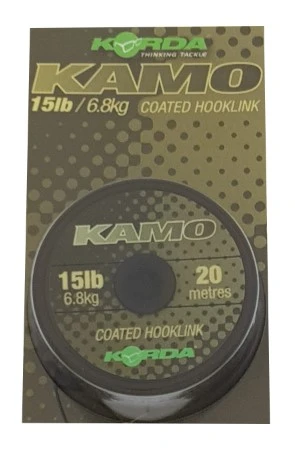 KORDA
THINKING TACKLE
KAMO
15lb / 6.8kg COATED HOOKLINK
KAMO
15lb
6.8kg
20
metres
COATED HOOKLINK
KORDA